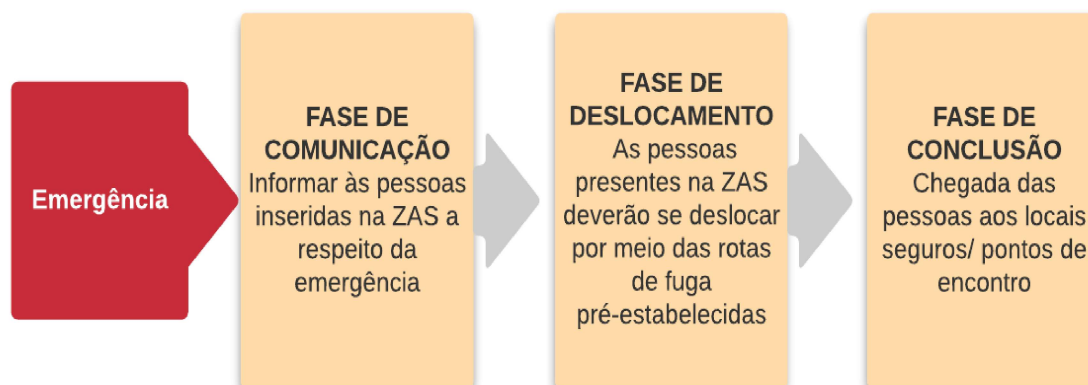 Emergência
FASE DE
COMUNICAÇÃO
Informar às pessoas
inseridas na ZAS a
respeito da
emergência
FASE DE
DESLOCAMENTO
As pessoas
presentes na ZAS
deverão se deslocar
por meio das rotas
de fuga
pré-estabelecidas
FASE DE
CONCLUSÃO
Chegada das
pessoas aos locais
seguros/ pontos de
encontro